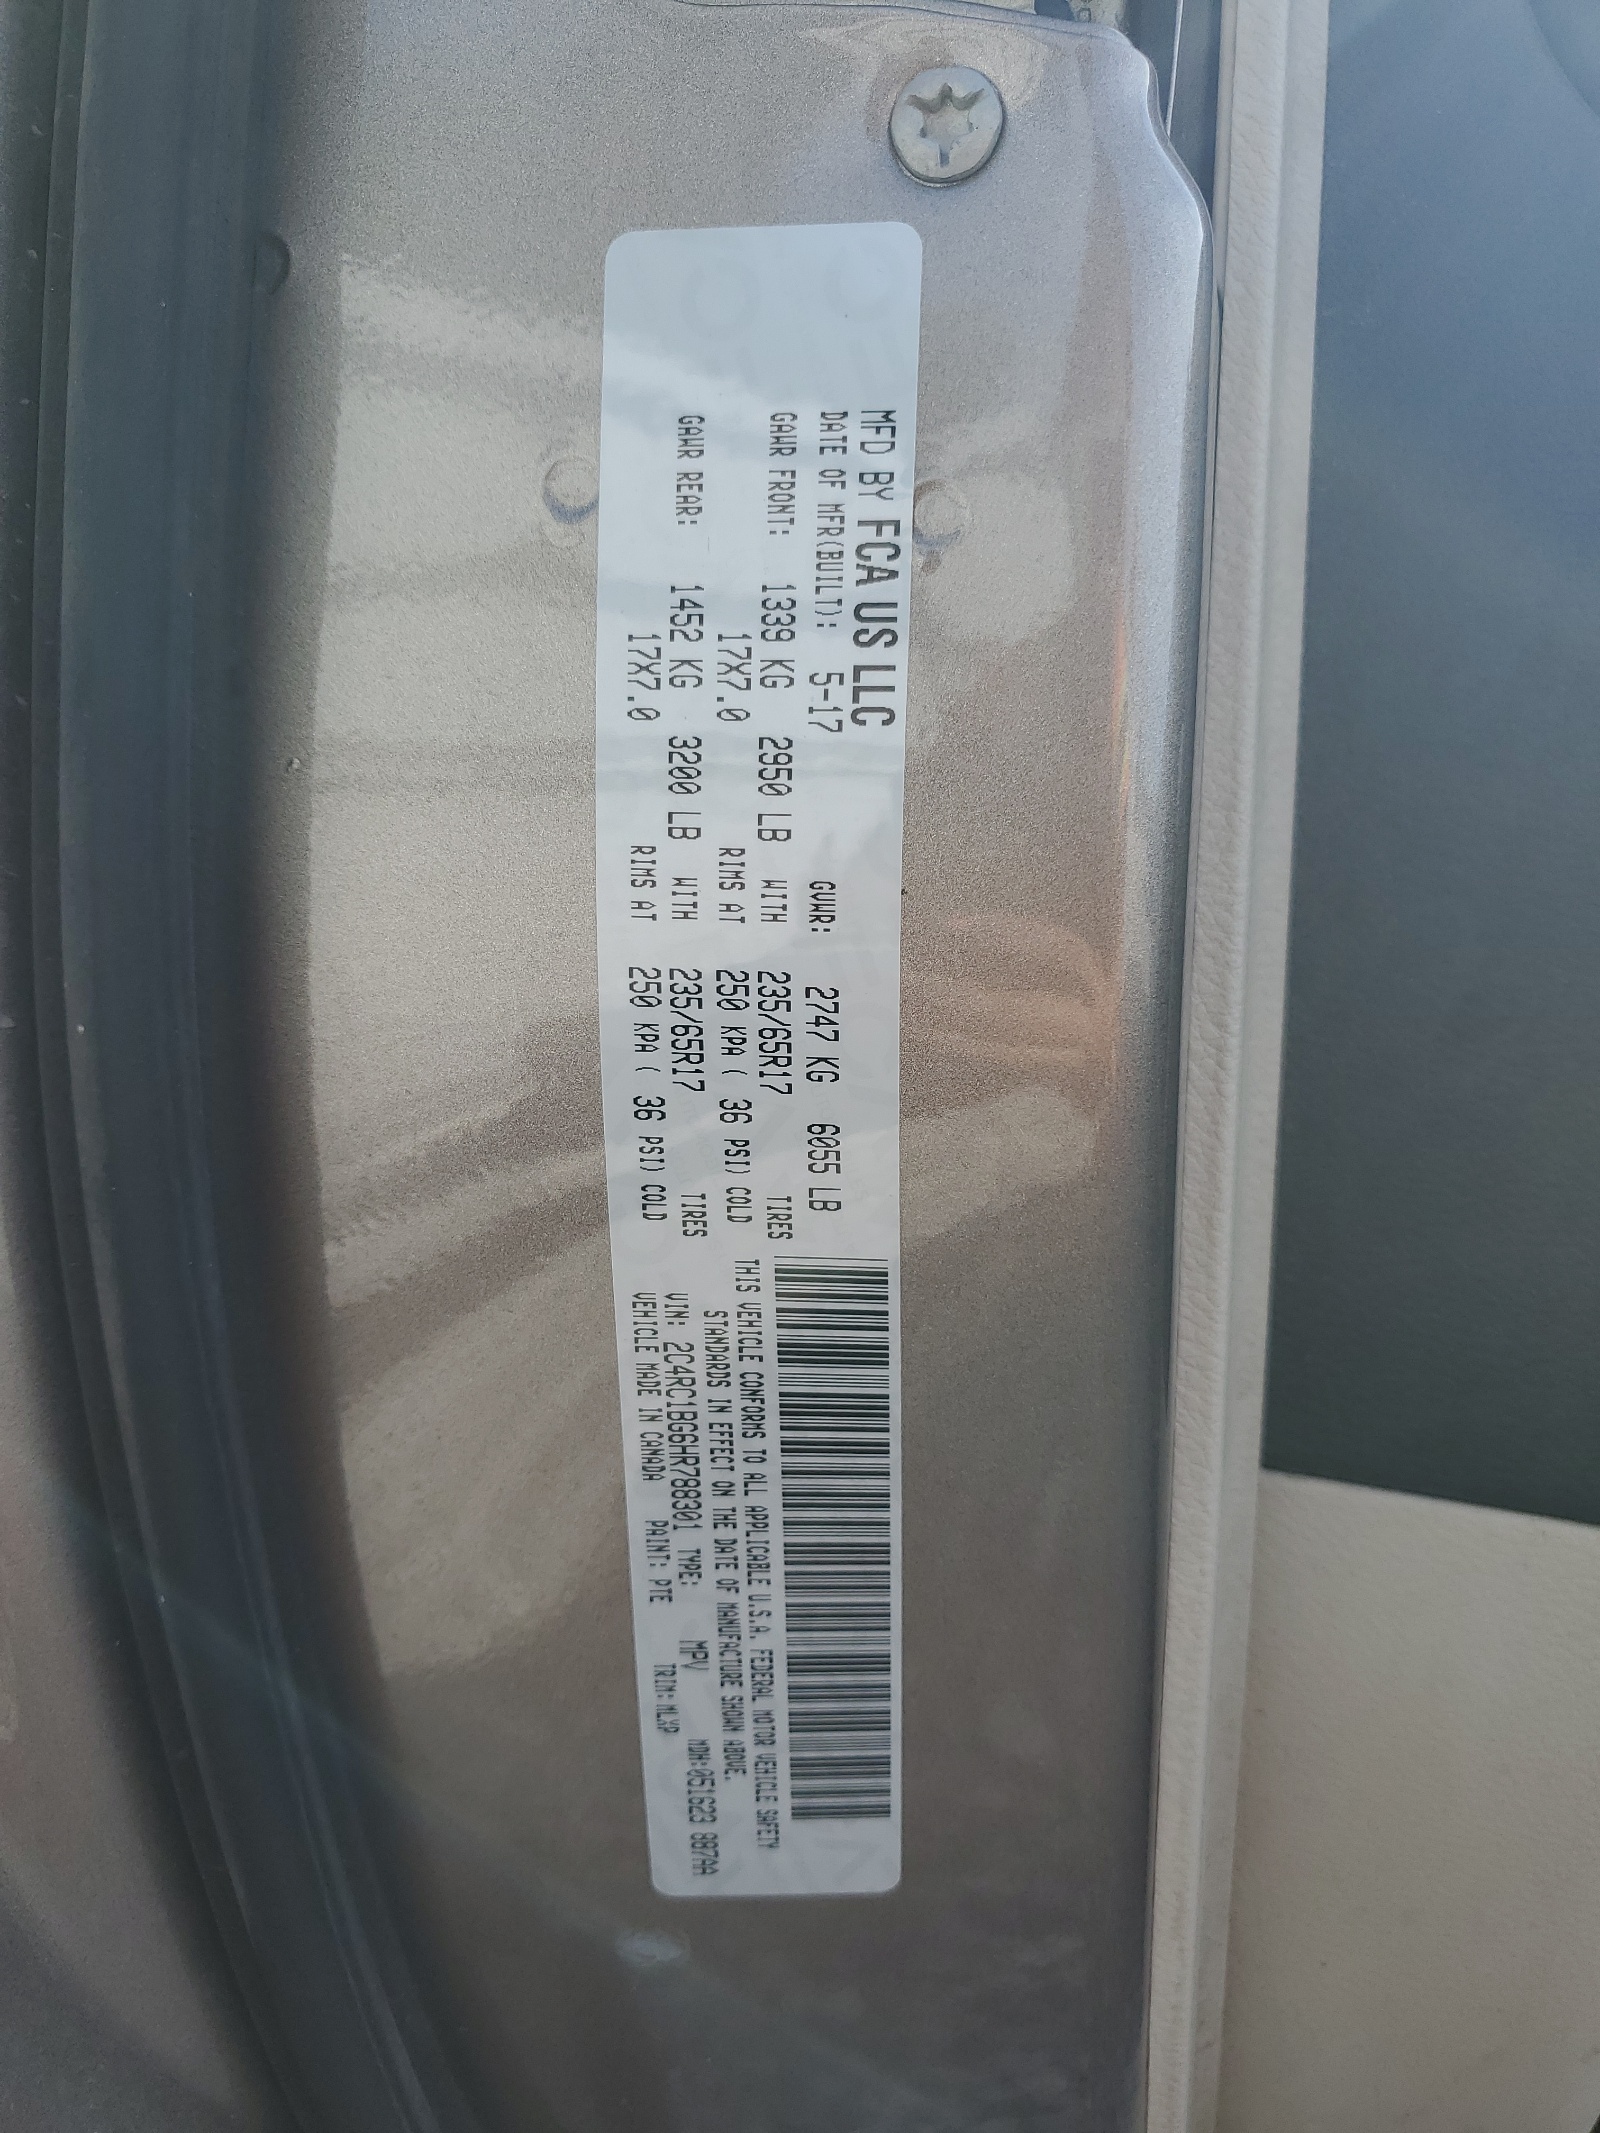 MFD BY FCA US LLC
DATE OF MFR(BUILT): 5-17 GVWR: 2747 KG 6055 LB
GAWR FRONT: 1339 KG 2950 LB WITH 235/65R17 TIRES
17X7.0 RIMS AT 250 KPA ( 36 PSI) COLD
GAWR REAR: 1452 KG 3200 LB WITH 235/65R17 TIRES
17X7.0 RIMS AT 250 KPA ( 36 PSI) COLD
THIS VEHICLE CONFORMS TO ALL APPLICABLE U.S.A. FEDERAL MOTOR VEHICLE SAFETY
STANDARDS IN EFFECT ON THE DATE OF MANUFACTURE SHOWN ABOVE.
VIN: 2C4RC1BG6HR788301 TYPE: MPV MDH:051623 887AA
VEHICLE MADE IN CANADA PAINT: PTE TRIM: